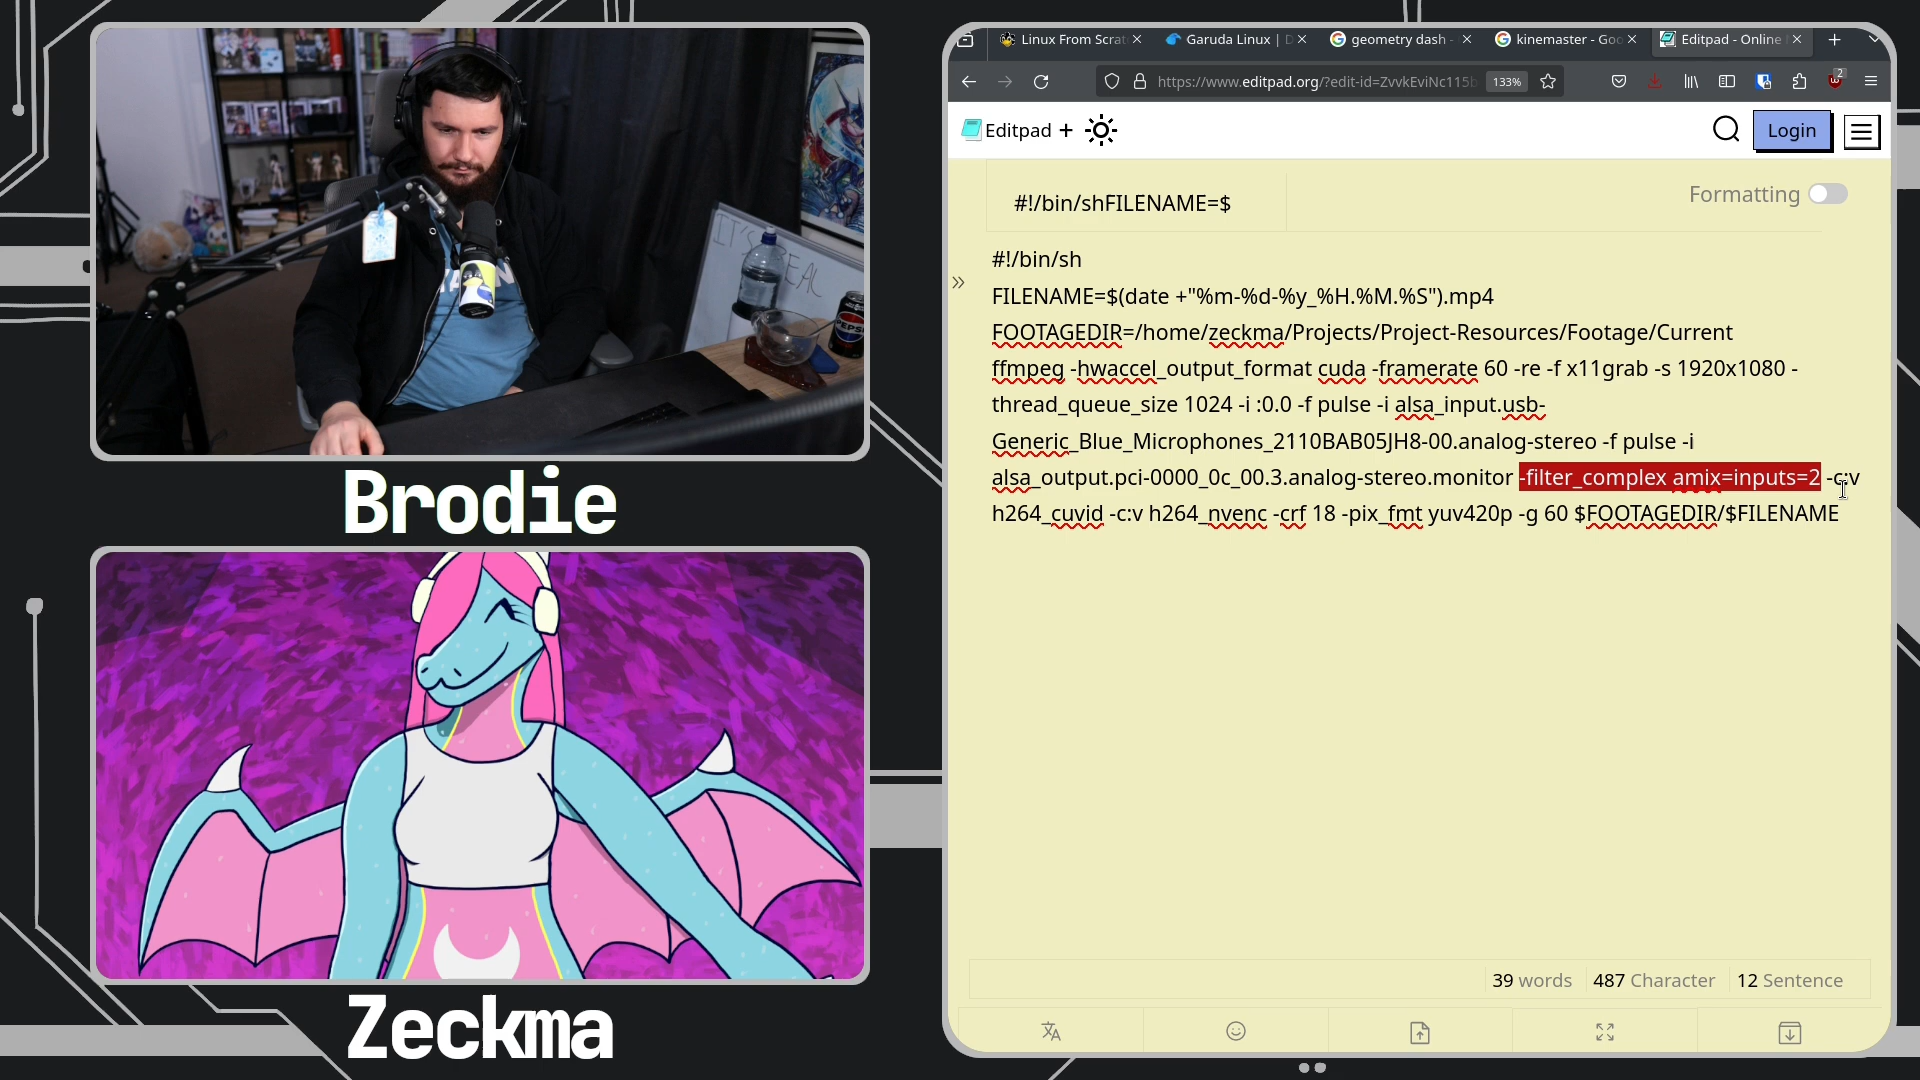 Linux From Scrat
Garuda Linux | D
geometry dash -
kinemaster - Goo
Editpad - Online
https://www.editpad.org/?edit-id=ZvvkEviNc115b
133%
2
Editpad +
Login
#!/bin/shFILENAME=$
Formatting
#!/bin/sh
FILENAME=$(date +"%m-%d-%y_%H.%M.%S").mp4
FOOTAGEDIR=/home/zeckma/Projects/Project-Resources/Footage/Current
ffmpeg -hwaccel_output_format cuda -framerate 60 -re -f x11grab -s 1920x1080 -
thread_queue_size 1024 -i :0.0 -f pulse -i alsa_input.usb-
Generic_Blue_Microphones_2110BAB05JH8-00.analog-stereo -f pulse -i
alsa_output.pci-0000_0c_00.3.analog-stereo.monitor -filter_complex amix=inputs=2 -c:v
h264_cuvid -c:v h264_nvenc -crf 18 -pix_fmt yuv420p -g 60 $FOOTAGEDIR/$FILENAME
39 words
487 Character
12 Sentence
IT'S
PEPSI
Brodie
Zeckma